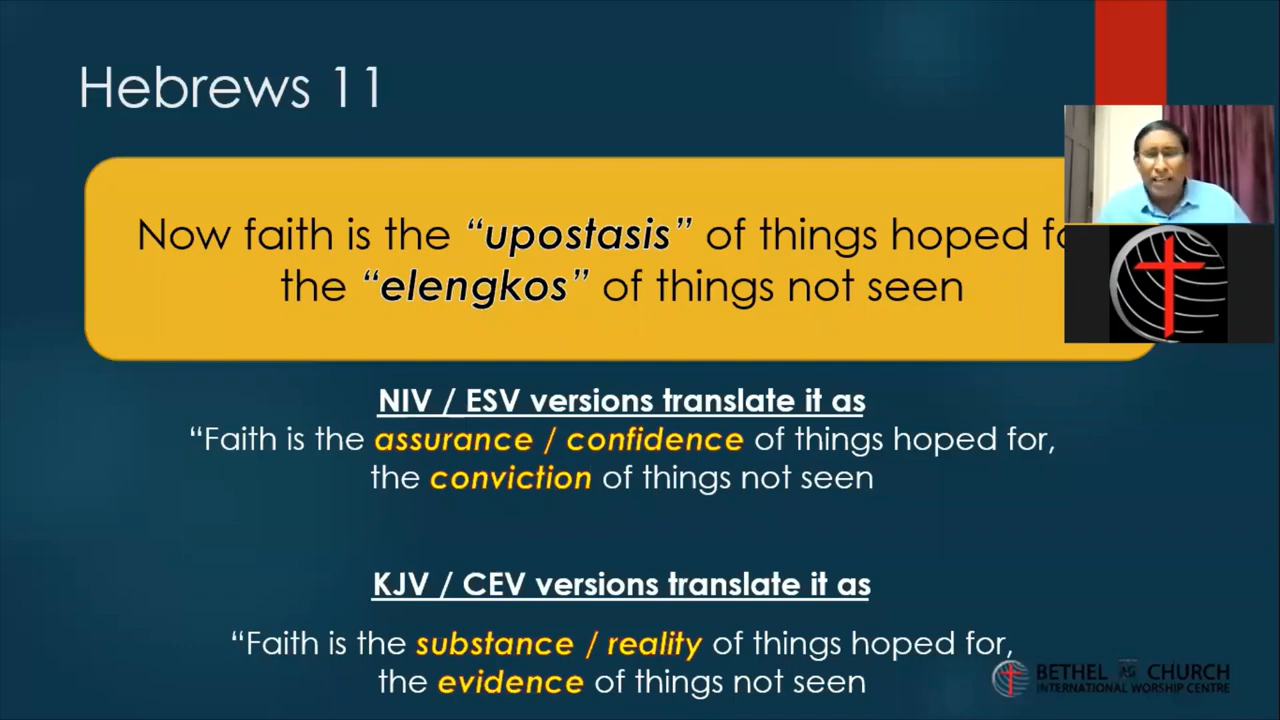 Hebrews 11
Now faith is the “upostasis” of things hoped
the “elengkos” of things not seen
NIV / ESV versions translate it as
“Faith is the assurance / confidence of things hoped for,
the conviction of things not seen
KJV / CEV versions translate it as
“Faith is the substance / reality of things hoped for,
the evidence of things not seen
BETHEL AG CHURCH
INTERNATIONAL WORSHIP CENTRE